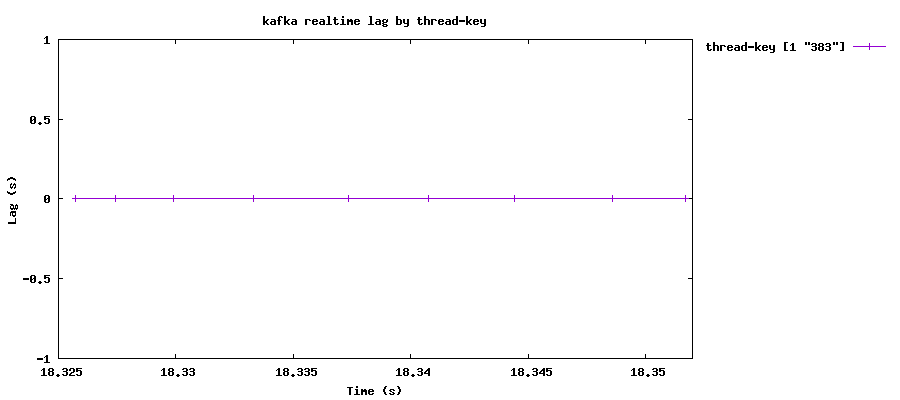 kafka realtime lag by thread-key
thread-key [1 "383"]
1
0.5
0
-0.5
-1
Lag (s)
18.325 18.33 18.335 18.34 18.345 18.35
Time (s)